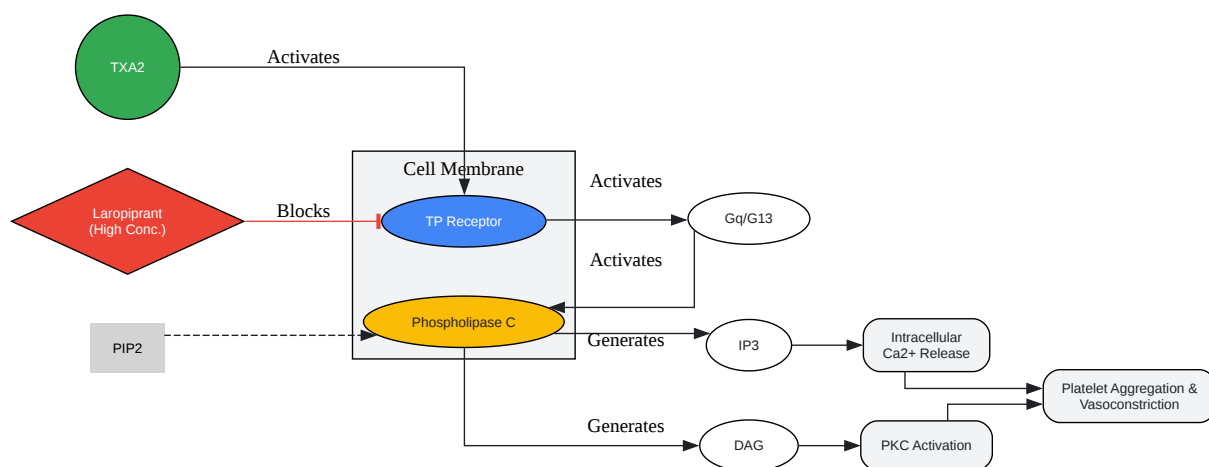 TXA2
Activates
Cell Membrane
Laropiprant
(High Conc.)
Blocks
TP Receptor
Activates
Gq/G13
Activates
PIP2
Phospholipase C
Generates
IP3
Intracellular
Ca2+ Release
Platelet Aggregation &
Vasoconstriction
Generates
DAG
PKC Activation